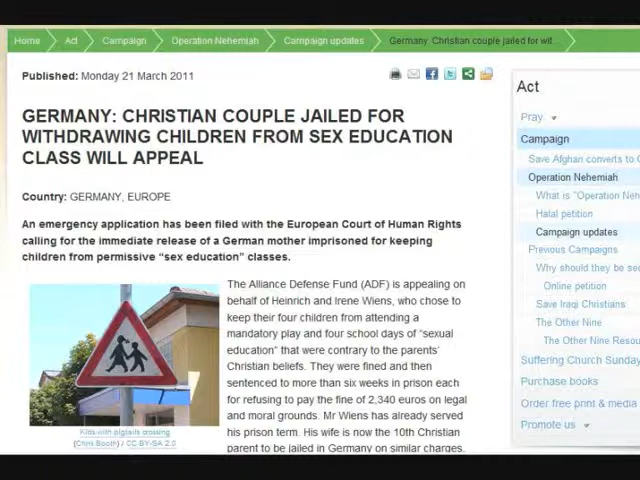 Home Act Campaign Operation Nehemiah Campaign updates Germany: Christian couple jailed for wit...
Published: Monday 21 March 2011
GERMANY: CHRISTIAN COUPLE JAILED FOR
WITHDRAWING CHILDREN FROM SEX EDUCATION
CLASS WILL APPEAL
Country: GERMANY, EUROPE
An emergency application has been filed with the European Court of Human Rights
calling for the immediate release of a German mother imprisoned for keeping
children from permissive “sex education” classes.
The Alliance Defense Fund (ADF) is appealing on
behalf of Heinrich and Irene Wiens, who chose to
keep their four children from attending a
mandatory play and four school days of “sexual
education” that were contrary to the parents’
Christian beliefs. They were fined and then
sentenced to more than six weeks in prison each
for refusing to pay the fine of 2,340 euros on legal
and moral grounds. Mr Wiens has already served
his prison term. His wife is now the 10th Christian
parent to be jailed in Germany on similar charges.
Kids with pigtails crossing
(Chris Booth) / CC BY-SA 2.0
Act
Pray
Campaign
Save Afghan converts to C
Operation Nehemiah
What is "Operation Neh
Halal petition
Campaign updates
Previous Campaigns
Why should they be se
Online petition
Save Iraqi Christians
The Other Nine
The Other Nine Resou
Suffering Church Sunday
Purchase books
Order free print & media
Promote us